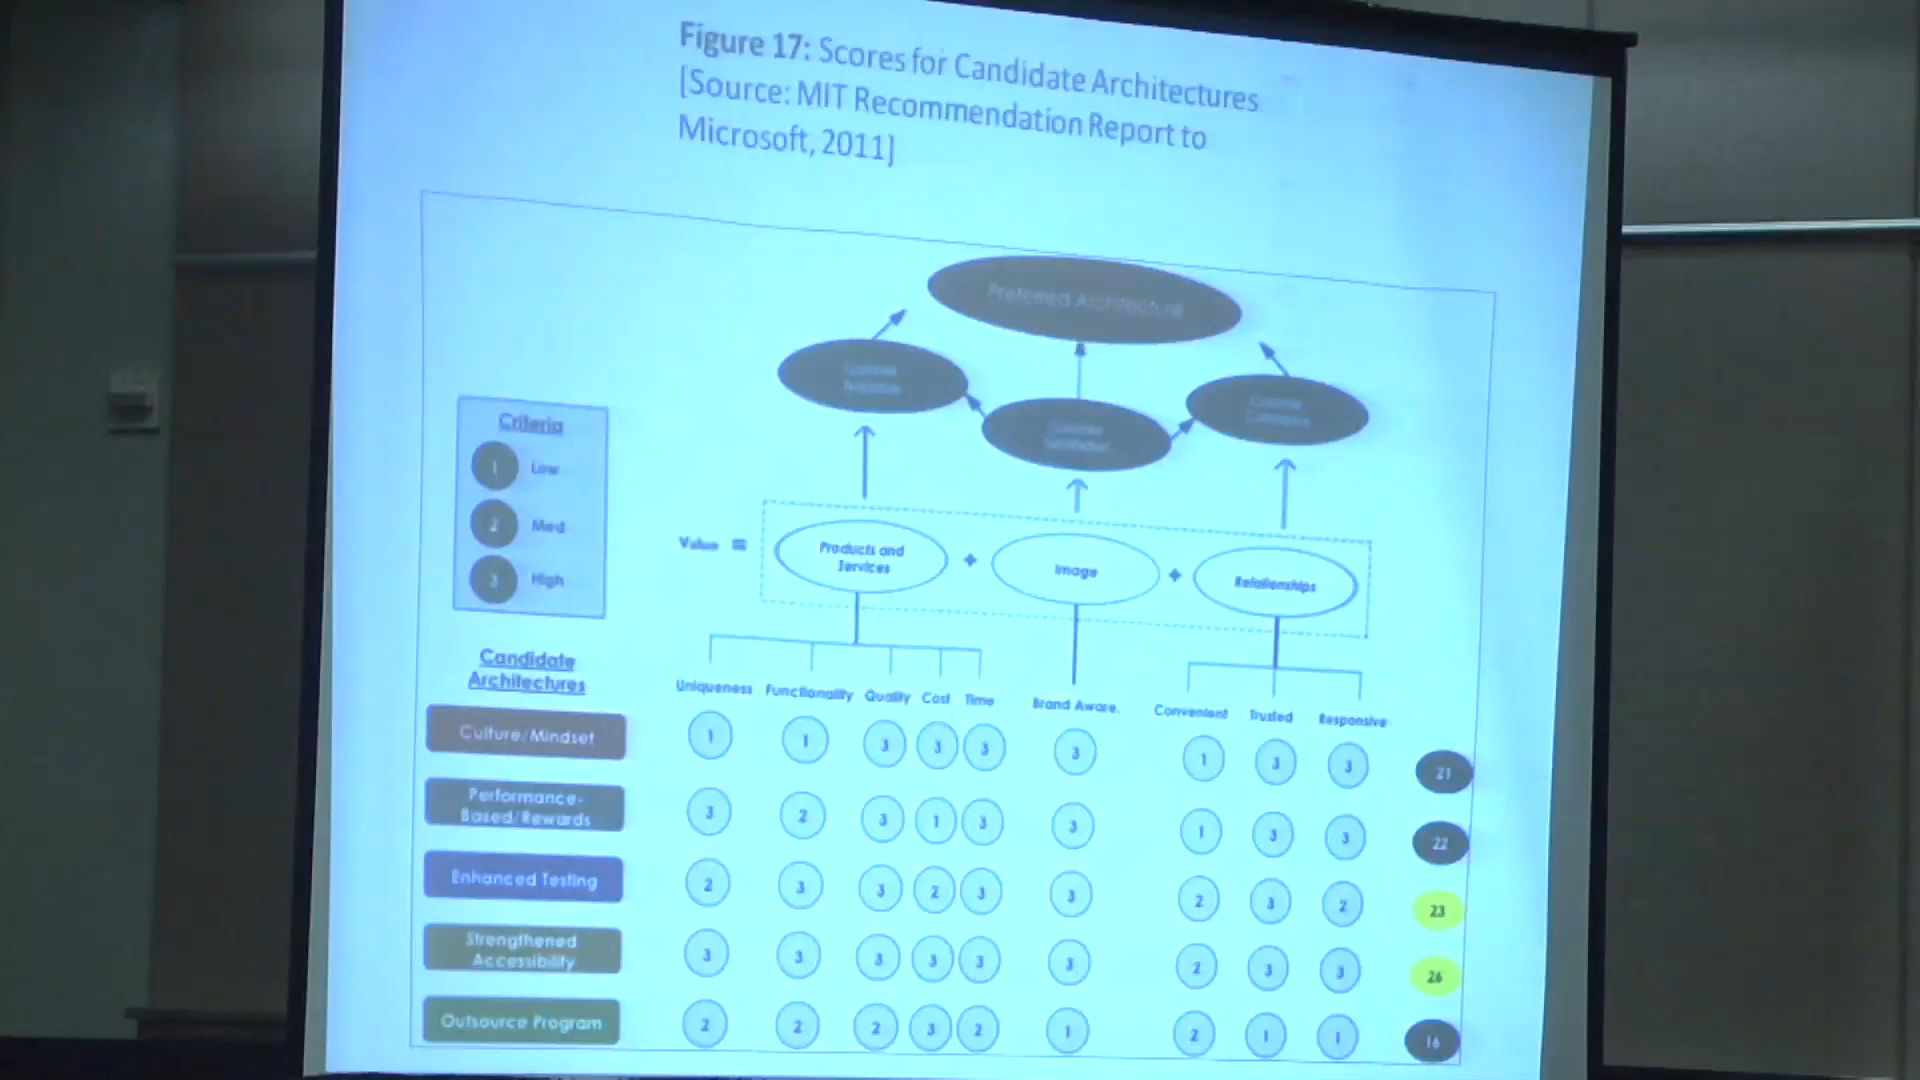 Figure 17: Scores for Candidate Architectures
[Source: MIT Recommendation Report to
Microsoft, 2011]
Preferred Architecture
Customer
Customer
Criteria
1 Low
2 Med
3 High
Value = Products and Services + Image + Relationships
Candidate
Architectures
Uniqueness Functionality Quality Cost Time Brand Aware. Convenient Trusted Responsive
Culture/Mindset 1 1 3 3 3 3 1 3 3 21
Performance-
Based/Rewards 3 2 3 1 3 3 1 3 3 22
Enhanced Testing 2 3 3 2 3 3 2 3 2 23
Strengthened
Accessibility 3 3 3 3 3 3 2 3 3 26
Outsource Program 2 2 2 3 2 1 2 1 1 16